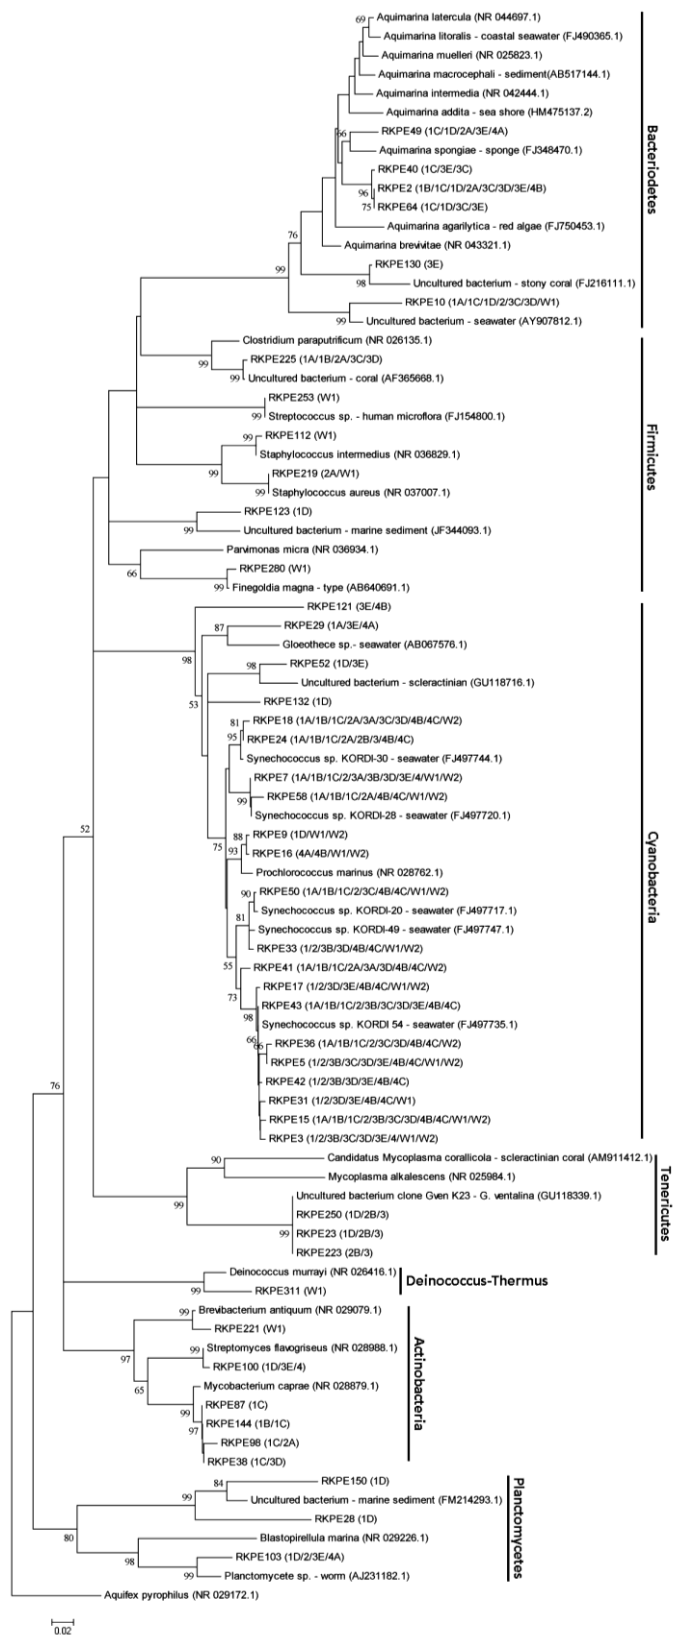 Aquimarina latercula (NR 044697.1)
69
Aquimarina litoralis - coastal seawater (FJ490365.1)
Aquimarina muelleri (NR 025823.1)
Aquimarina macrocephali - sediment(AB517144.1)
Aquimarina intermedia (NR 042444.1)
Aquimarina addita - sea shore (HM475137.2)
RKPE49 (1C/1D/2A/3E/4A)
66
Aquimarina spongiae - sponge (FJ348470.1)
RKPE40 (1C/3E/3C)
RKPE2 (1B/1C/1D/2A/3C/3D/3E/4B)
96
75
RKPE64 (1C/1D/3C/3E)
Aquimarina agarilytica - red algae (FJ750453.1)
76
Aquimarina brevivitae (NR 043321.1)
RKPE130 (3E)
99
98
Uncultured bacterium - stony coral (FJ216111.1)
RKPE10 (1A/1C/1D/2/3C/3D/W1)
99
Uncultured bacterium - seawater (AY907812.1)
Bacteriodetes
Clostridium paraputrificum (NR 026135.1)
RKPE225 (1A/1B/2A/3C/3D)
99
99
Uncultured bacterium - coral (AF365668.1)
RKPE253 (W1)
99
Streptococcus sp. - human microflora (FJ154800.1)
RKPE112 (W1)
99
Staphylococcus intermedius (NR 036829.1)
99
RKPE219 (2A/W1)
99
Staphylococcus aureus (NR 037007.1)
RKPE123 (1D)
99
Uncultured bacterium - marine sediment (JF344093.1)
Parvimonas micra (NR 036934.1)
66
RKPE280 (W1)
99
Finegoldia magna - type (AB640691.1)
Firmicutes
RKPE121 (3E/4B)
RKPE29 (1A/3E/4A)
87
Gloeothece sp.- seawater (AB067576.1)
98
RKPE52 (1D/3E)
98
Uncultured bacterium - scleractinian (GU118716.1)
53
RKPE132 (1D)
RKPE18 (1A/1B/1C/2A/3A/3C/3D/4B/4C/W2)
81
95
RKPE24 (1A/1B/1C/2A/2B/3/4B/4C)
Synechococcus sp. KORDI-30 - seawater (FJ497744.1)
RKPE7 (1A/1B/1C/2/3A/3B/3D/3E/4/W1/W2)
RKPE58 (1A/1B/1C/2A/4B/4C/W1/W2)
99
Synechococcus sp. KORDI-28 - seawater (FJ497720.1)
RKPE9 (1D/W1/W2)
88
75
93
RKPE16 (4A/4B/W1/W2)
Prochlorococcus marinus (NR 028762.1)
RKPE50 (1A/1B/1C/2/3C/4B/4C/W1/W2)
90
Synechococcus sp. KORDI-20 - seawater (FJ497717.1)
81
Synechococcus sp. KORDI-49 - seawater (FJ497747.1)
RKPE33 (1/2/3B/3D/4B/4C/W1/W2)
55
RKPE41 (1A/1B/1C/2A/3A/3D/4B/4C/W2)
RKPE17 (1/2/3D/3E/4B/4C/W1/W2)
73
RKPE43 (1A/1B/1C/2/3B/3C/3D/3E/4B/4C)
98
Synechococcus sp. KORDI 54 - seawater (FJ497735.1)
66
RKPE36 (1A/1B/1C/2/3C/3D/4B/4C/W2)
66
RKPE5 (1/2/3B/3C/3D/3E/4B/4C/W1/W2)
RKPE42 (1/2/3B/3D/3E/4B/4C)
RKPE31 (1/2/3D/3E/4B/4C/W1)
RKPE15 (1A/1B/1C/2/3B/3C/3D/4B/4C/W1/W2)
RKPE3 (1/2/3B/3C/3D/3E/4/W1/W2)
Cyanobacteria
52
76
Candidatus Mycoplasma corallicola - scleractinian coral (AM911412.1)
90
Mycoplasma alkalescens (NR 025984.1)
Uncultured bacterium clone Gven K23 - G. ventalina (GU118339.1)
99
RKPE250 (1D/2B/3)
RKPE23 (1D/2B/3)
99
RKPE223 (2B/3)
Tenericutes
Deinococcus murrayi (NR 026416.1)
99
RKPE311 (W1)
Deinococcus-Thermus
Brevibacterium antiquum (NR 029079.1)
99
RKPE221 (W1)
97
Streptomyces flavogriseus (NR 028988.1)
99
RKPE100 (1D/3E/4)
65
Mycobacterium caprae (NR 028879.1)
RKPE87 (1C)
99
RKPE144 (1B/1C)
97
RKPE98 (1C/2A)
RKPE38 (1C/3D)
Actinobacteria
RKPE150 (1D)
84
99
Uncultured bacterium - marine sediment (FM214293.1)
RKPE28 (1D)
80
Blastopirellula marina (NR 029226.1)
98
RKPE103 (1D/2/3E/4A)
99
Planctomycete sp. - worm (AJ231182.1)
Planctomycetes
Aquifex pyrophilus (NR 029172.1)
0.02